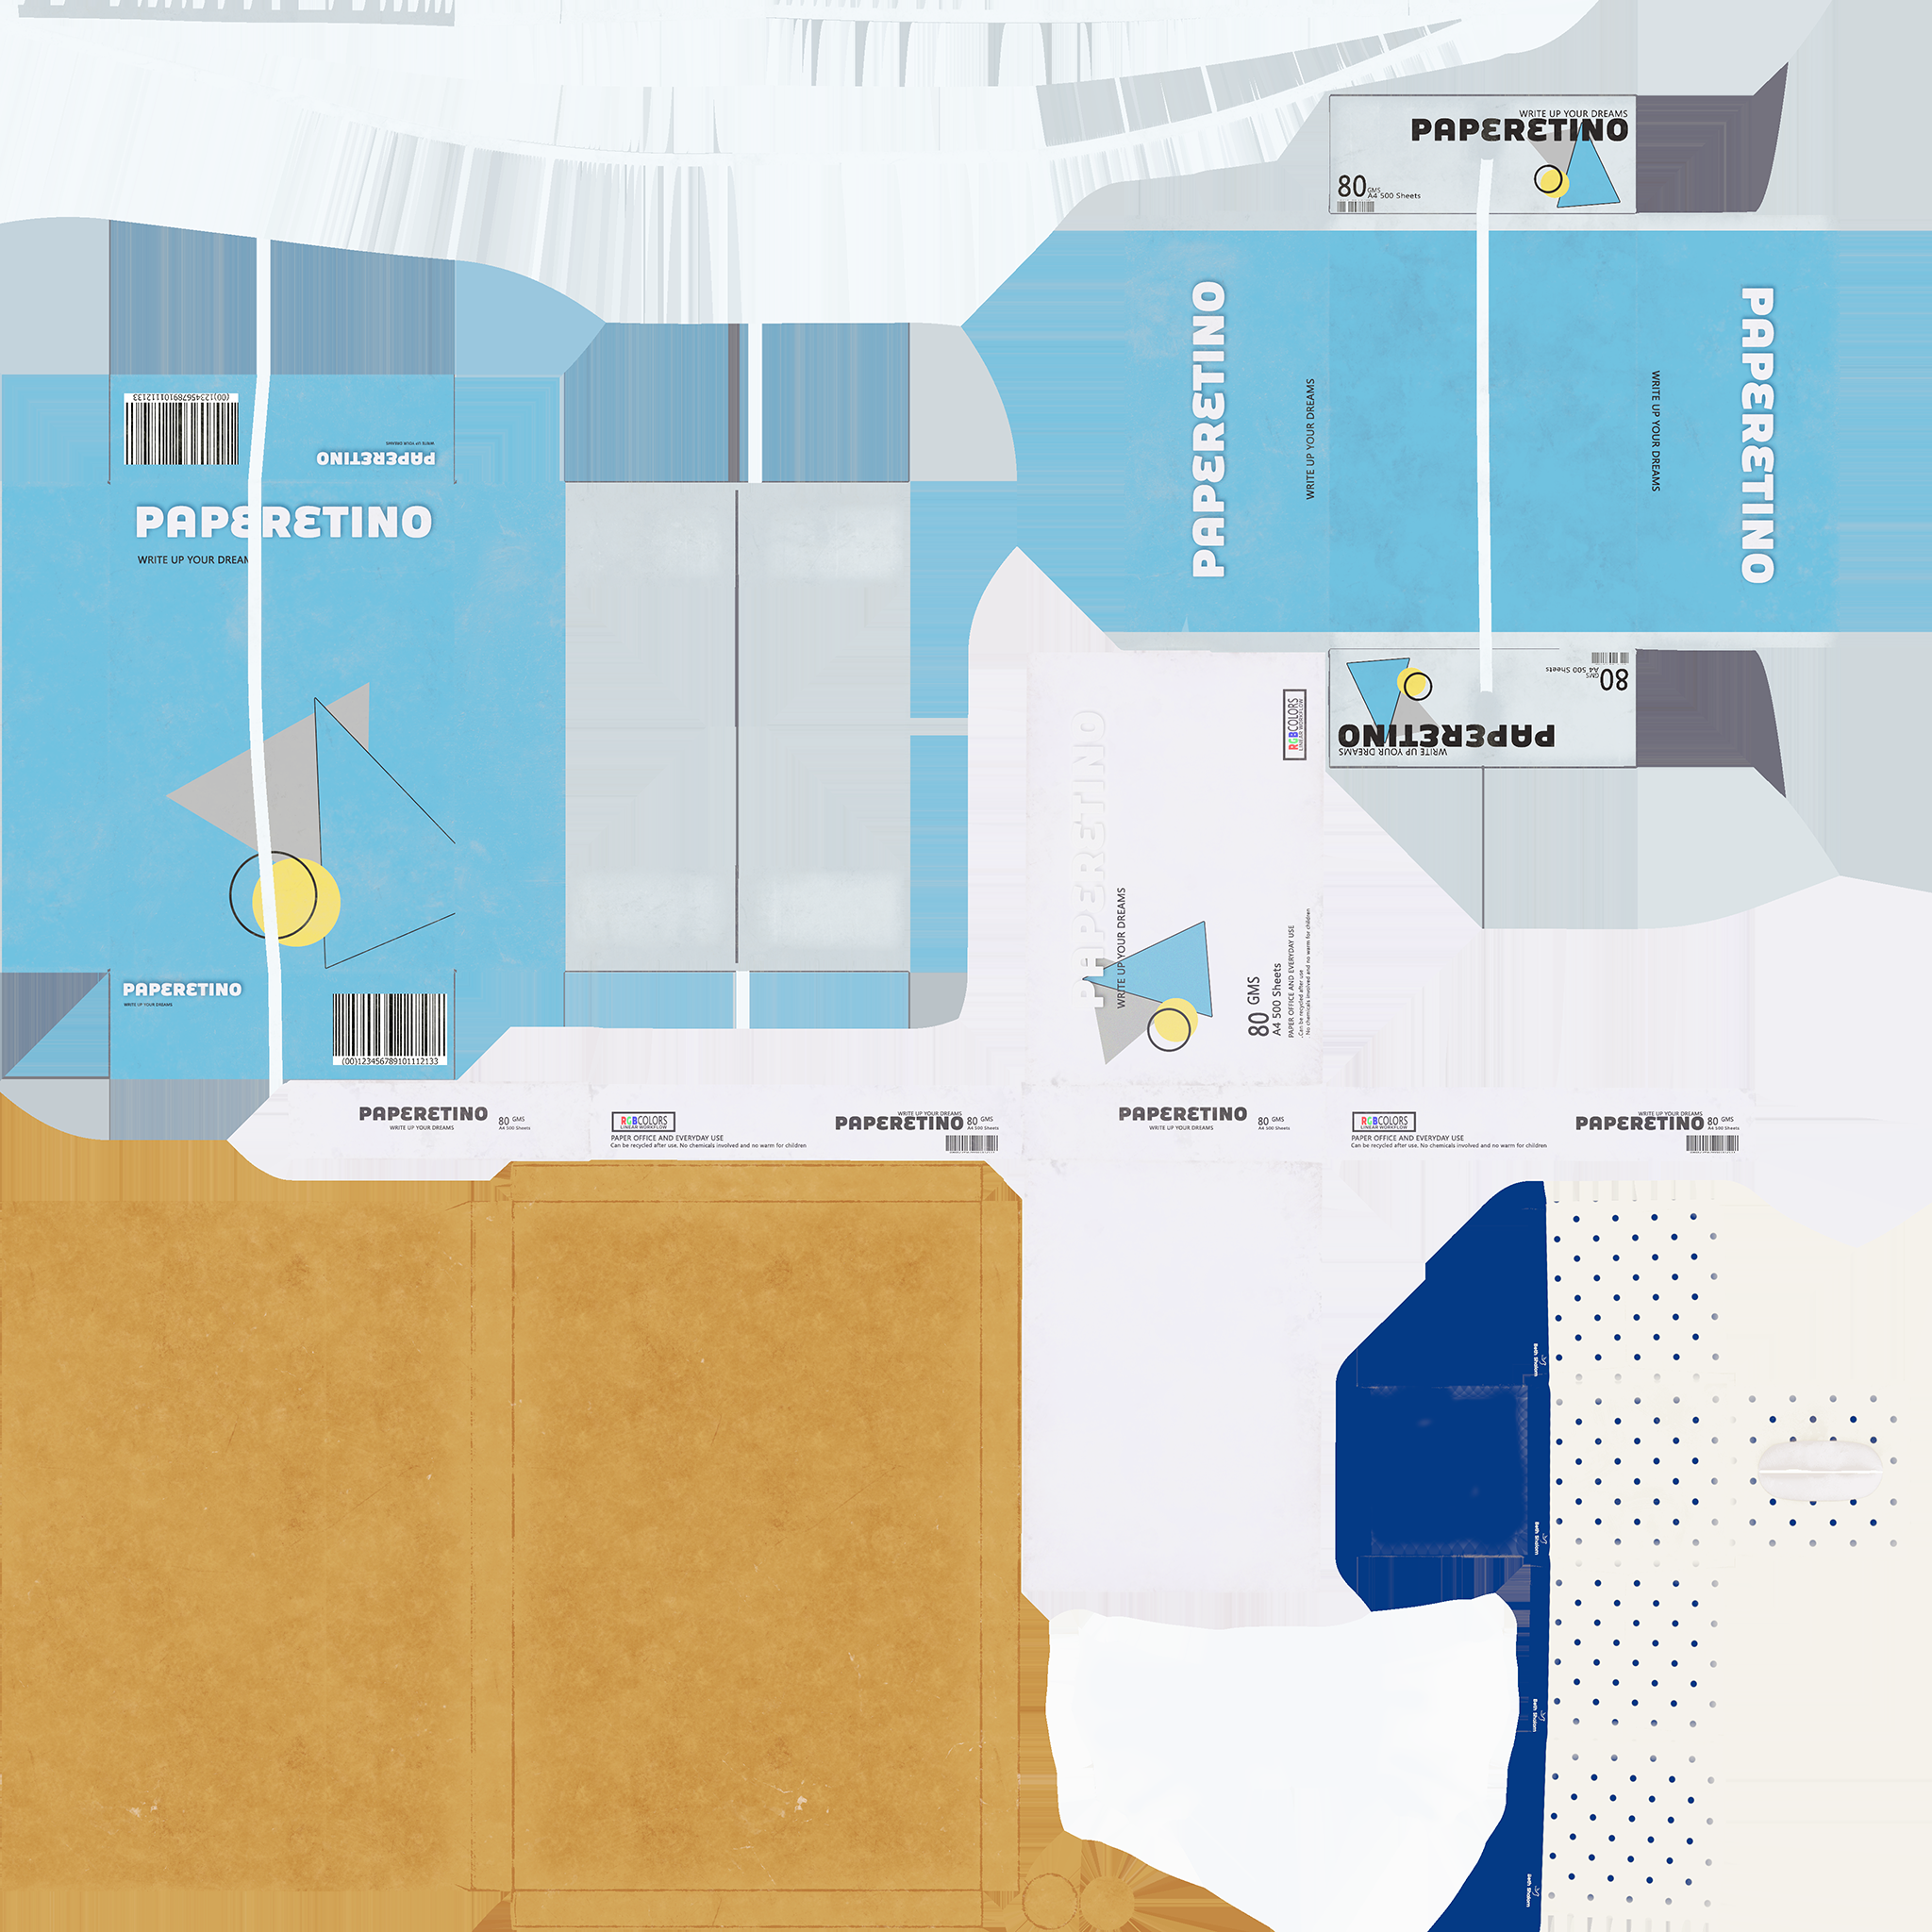 WRITE UP YOUR DREAMS
PAPERETINO
80 GMS
A4 500 Sheets
(00)123456789101112133
WRITE UP YOUR DREAMS
PAPERETINO
PAPERETINO
WRITE UP YOUR DREAM
PAPERETINO
WRITE UP YOUR DREAMS
(00)123456789101112133
PAPERETINO
WRITE UP YOUR DREAMS
WRITE UP YOUR DREAMS
PAPERETINO
80 GMS
A4 500 Sheets
PAPERETINO
WRITE UP YOUR DREAMS
RGBCOLORS
LINEAR WORKFLOW
PAPERETINO
WRITE UP YOUR DREAMS
80 GMS
A4 500 Sheets
PAPER OFFICE AND EVERYDAY USE
.Can be recycled after use.
No chemicals involved and no warm for children
PAPERETINO
WRITE UP YOUR DREAMS
80 GMS
A4 500 Sheets
RGBCOLORS
LINEAR WORKFLOW
PAPER OFFICE AND EVERYDAY USE
Can be recycled after use. No chemicals involved and no warm for children
WRITE UP YOUR DREAMS
PAPERETINO
80 GMS
A4 500 Sheets
PAPERETINO
WRITE UP YOUR DREAMS
80 GMS
A4 500 Sheets
RGBCOLORS
LINEAR WORKFLOW
PAPER OFFICE AND EVERYDAY USE
Can be recycled after use. No chemicals involved and no warm for children
WRITE UP YOUR DREAMS
PAPERETINO
80 GMS
A4 500 Sheets
Beth Shalom
Beth Shalom
Beth Shalom
Beth Shalom